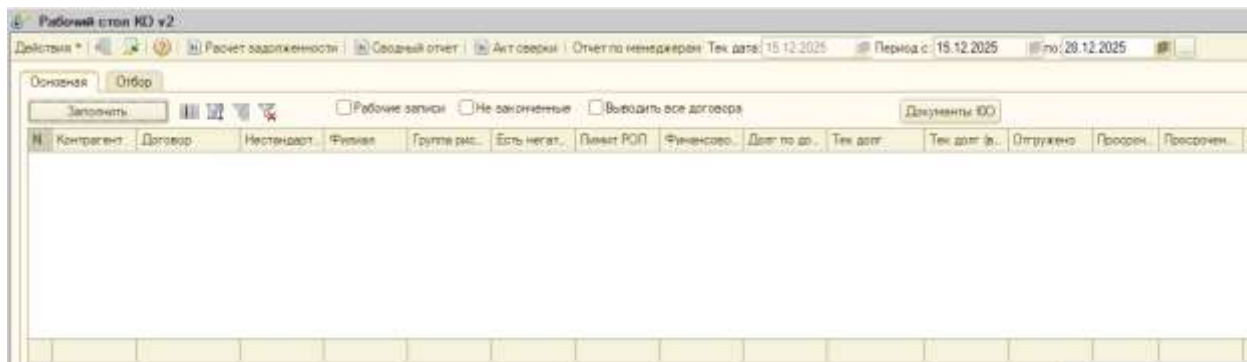 Рабочий стол КО v2
Действия Расчет задолженности Сводный отчет Акт сверки Отчет по менеджерам Тек. дата: 15.12.2025 Период с: 15.12.2025 по: 28.12.2025 ...
Основная Отбор
Заполнить Рабочие записи Не законченные Выводить все договора Документы КО
N Контрагент Договор Нестандарт... Филиал Группа рис... Есть негат... Лимит РОП Финансово... Долг по до... Тек долг Тек долг (в... Отгружено Просроч... Просрочен...